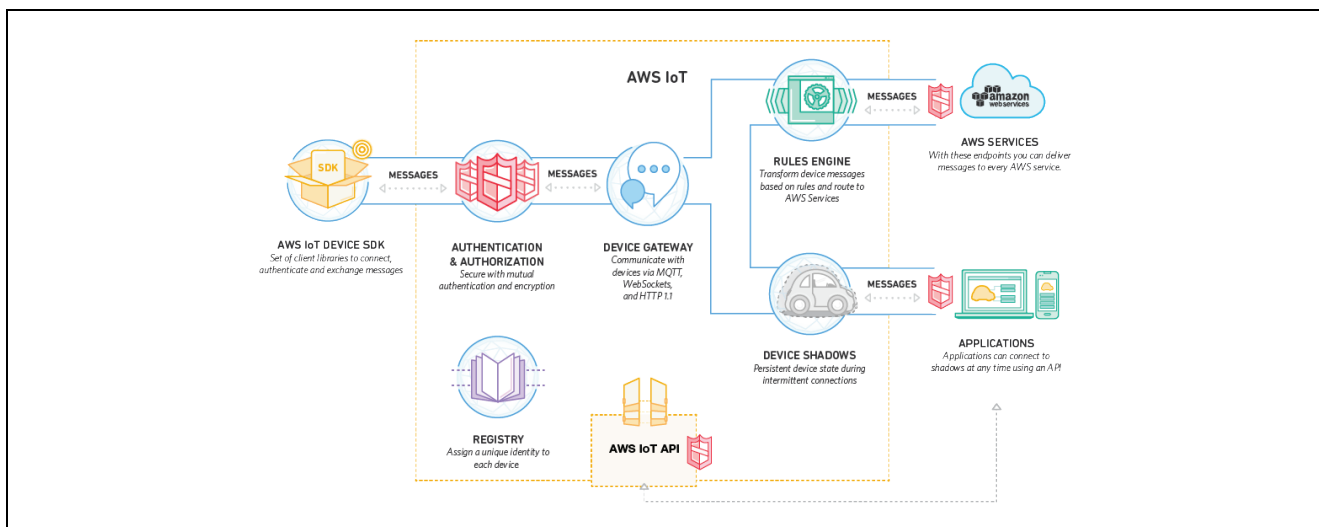 AWS IoT
SDK
MESSAGES
MESSAGES
MESSAGES
amazon
webservices
AWS SERVICES
With these endpoints you can deliver
messages to every AWS service.
RULES ENGINE
Transform device messages
based on rules and route to
AWS Services
AWS IoT DEVICE SDK
Set of client libraries to connect,
authenticate and exchange messages
AUTHENTICATION
& AUTHORIZATION
Secure with mutual
authentication and encryption
DEVICE GATEWAY
Communicate with
devices via MQTT,
WebSockets,
and HTTP 1.1
MESSAGES
DEVICE SHADOWS
Persistent device state during
intermittent connections
APPLICATIONS
Applications can connect to
shadows at any time using an API
REGISTRY
Assign a unique identity to
each device
AWS IoT API